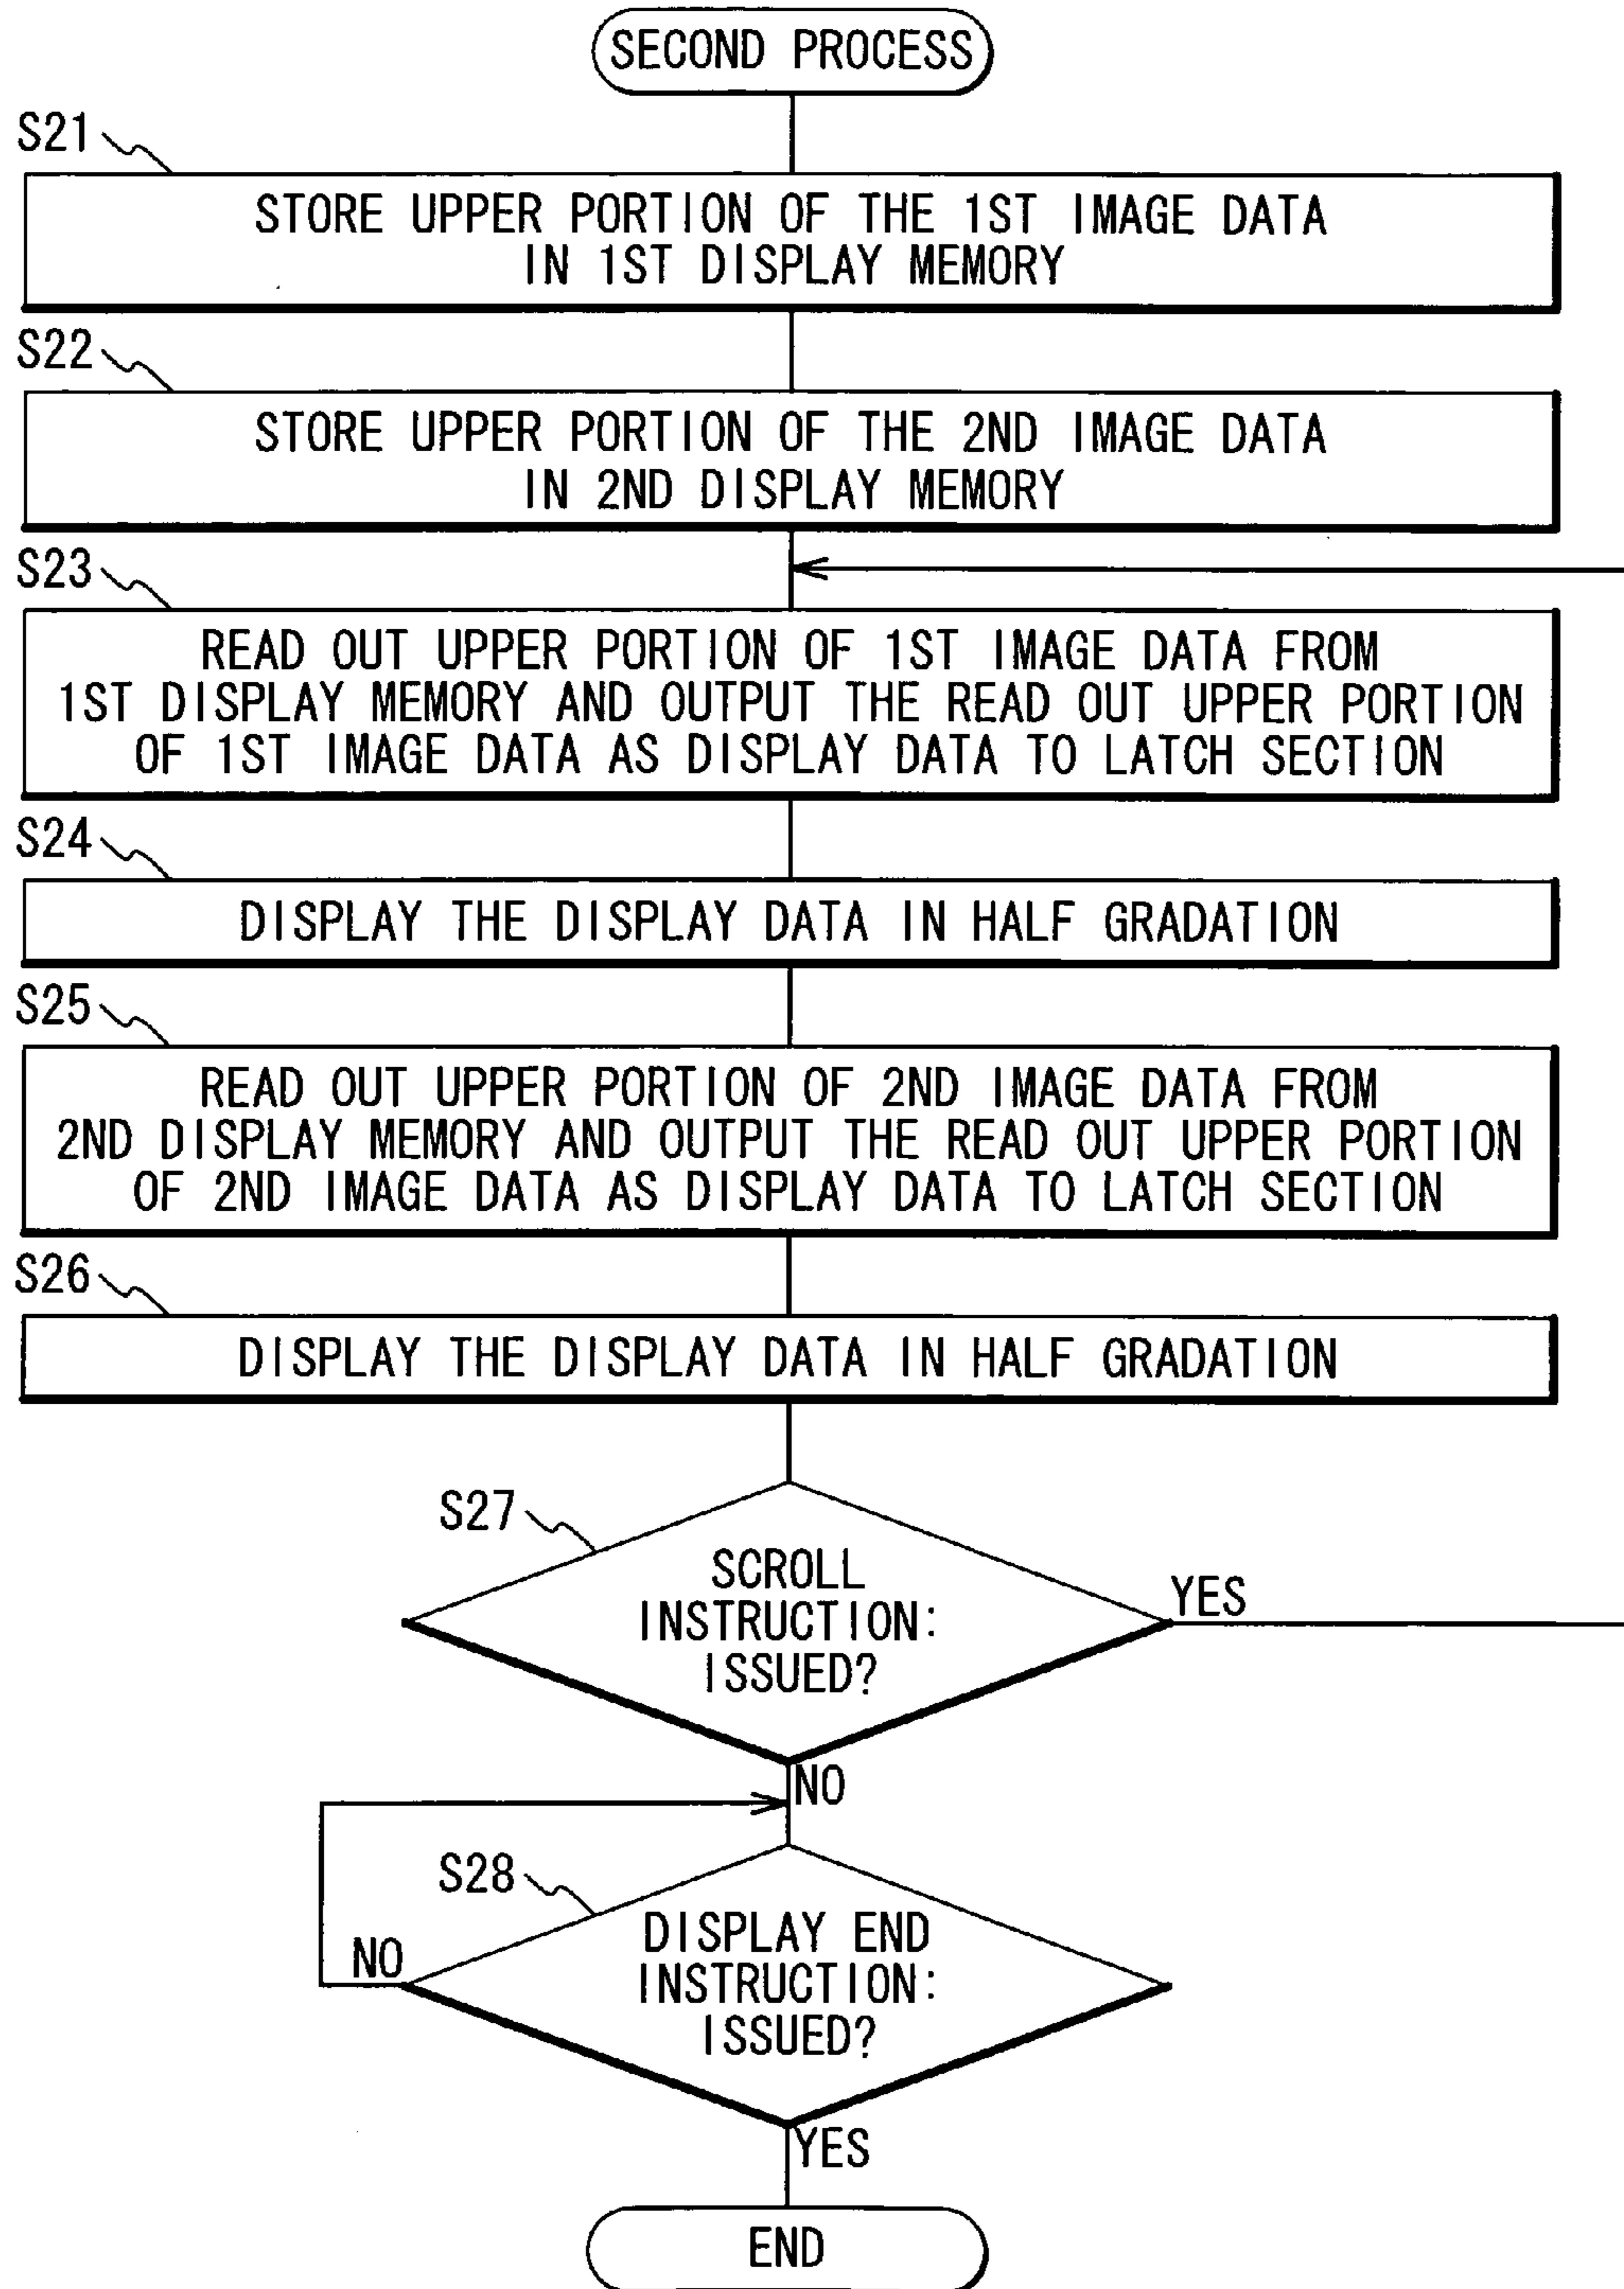 SECOND PROCESS
S21
STORE UPPER PORTION OF THE 1ST IMAGE DATA
IN 1ST DISPLAY MEMORY
S22
STORE UPPER PORTION OF THE 2ND IMAGE DATA
IN 2ND DISPLAY MEMORY
S23
READ OUT UPPER PORTION OF 1ST IMAGE DATA FROM
1ST DISPLAY MEMORY AND OUTPUT THE READ OUT UPPER PORTION
OF 1ST IMAGE DATA AS DISPLAY DATA TO LATCH SECTION
S24
DISPLAY THE DISPLAY DATA IN HALF GRADATION
S25
READ OUT UPPER PORTION OF 2ND IMAGE DATA FROM
2ND DISPLAY MEMORY AND OUTPUT THE READ OUT UPPER PORTION
OF 2ND IMAGE DATA AS DISPLAY DATA TO LATCH SECTION
S26
DISPLAY THE DISPLAY DATA IN HALF GRADATION
S27
SCROLL
INSTRUCTION:
ISSUED?
YES
NO
S28
DISPLAY END
INSTRUCTION:
ISSUED?
NO
YES
END